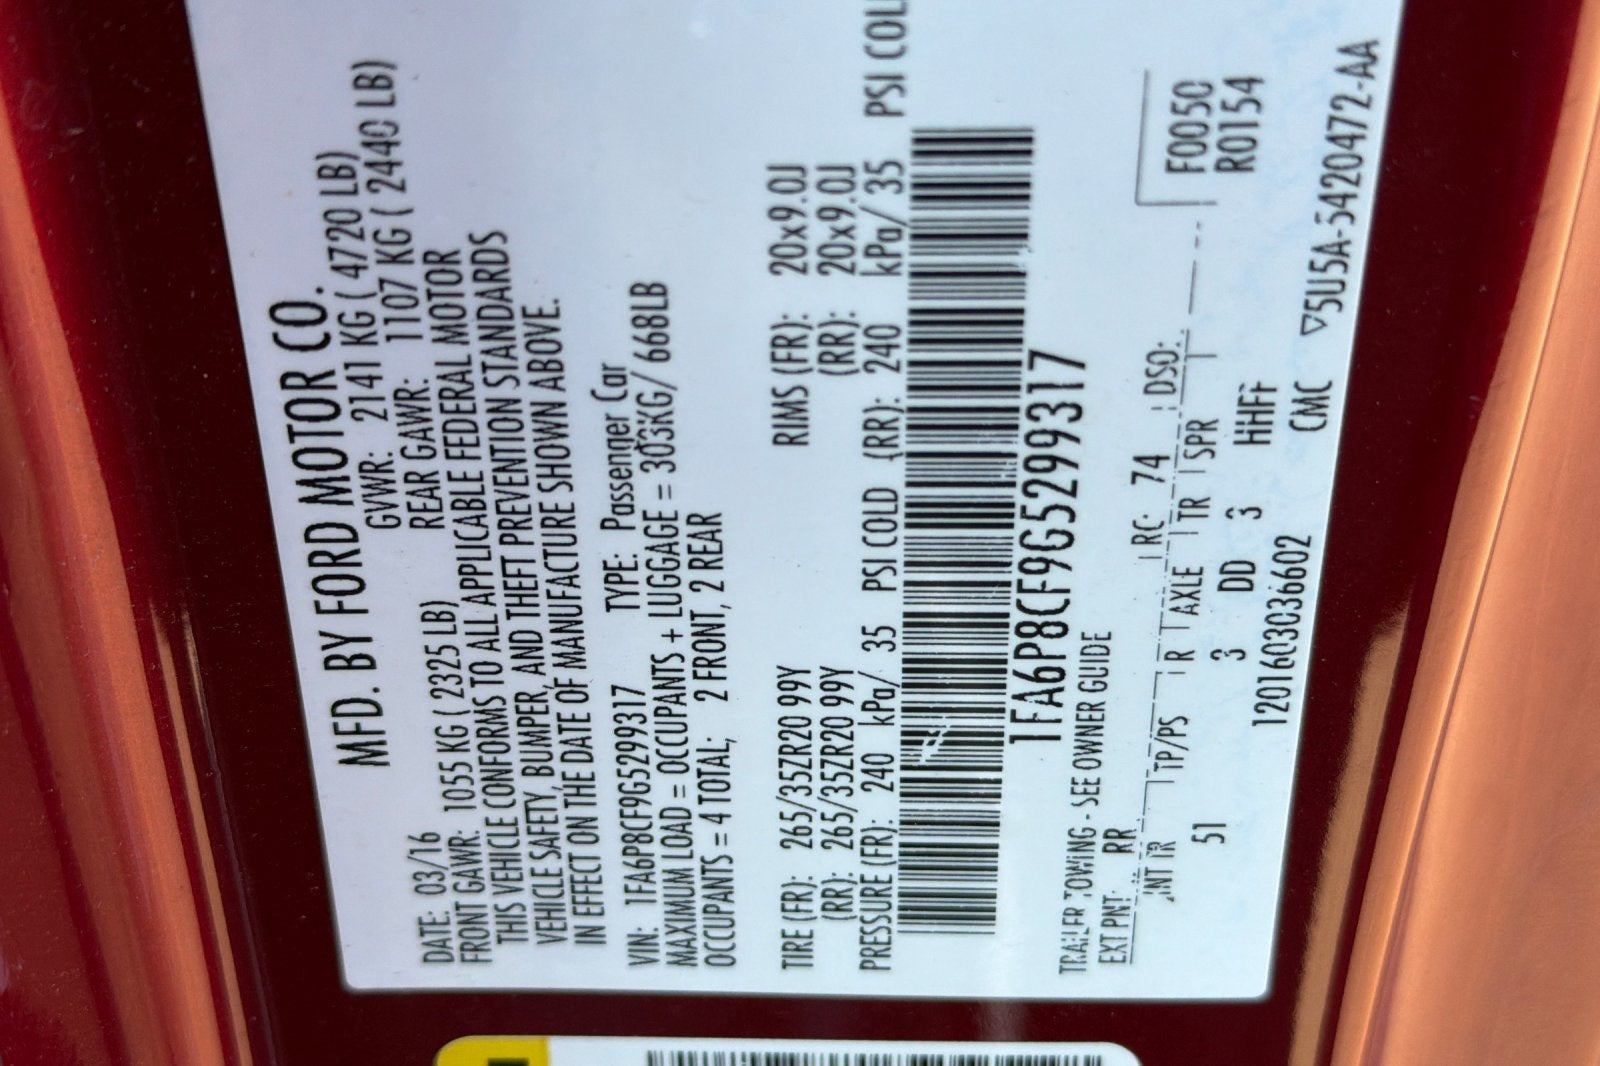 MFD. BY FORD MOTOR CO.
DATE: 03/16 GVWR: 2141 KG ( 4720 LB)
FRONT GAWR: 1055 KG ( 2325 LB) REAR GAWR: 1107 KG ( 2440 LB)
THIS VEHICLE CONFORMS TO ALL APPLICABLE FEDERAL MOTOR
VEHICLE SAFETY, BUMPER, AND THEFT PREVENTION STANDARDS
IN EFFECT ON THE DATE OF MANUFACTURE SHOWN ABOVE.
VIN: 1FA6P8CF9G5299317 TYPE: Passenger Car
MAXIMUM LOAD = OCCUPANTS + LUGGAGE = 303KG/ 668LB
OCCUPANTS = 4 TOTAL, 2 FRONT, 2 REAR
TIRE (FR): 265/35ZR20 99Y RIMS (FR): 20x9.0J
(RR): 265/35ZR20 99Y (RR): 20x9.0J
PRESSURE (FR): 240 kPa/ 35 PSI COLD (RR): 240 kPa/ 35 PSI COL
1FA6P8CF9G5299317
TRAILER TOWING - SEE OWNER GUIDE
EXT PNT: RR RC: 74 DSO: F0050
INT TR TP/PS R AXLE TR SPR R0154
51 3 DD 3 HHFF
1201603036602 CMC ▽5U5A-5420472-AA